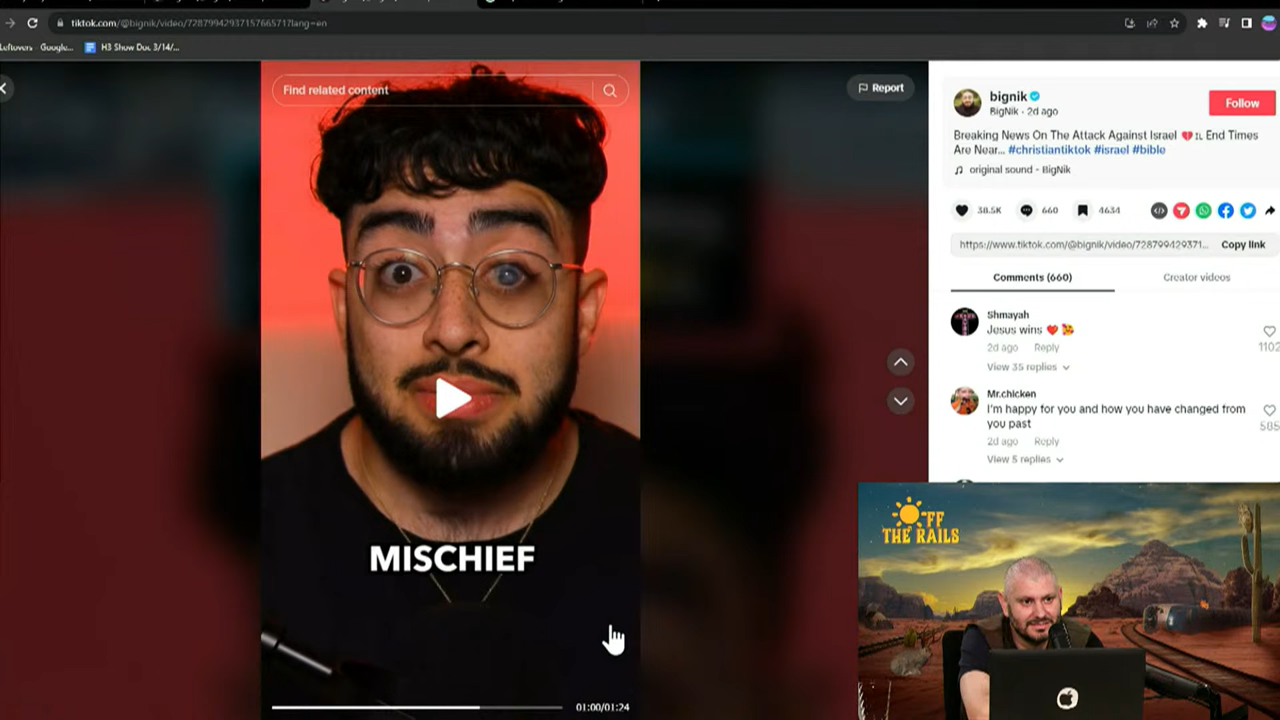 tiktok.com/@bignik/video/7287994293715766571?lang=en
Leftovers - Google...
H3 Show Doc 3/14/...
Find related content
Report
bignik
BigNik · 2d ago
Follow
Breaking News On The Attack Against Israel 💔🇮🇱 End Times
Are Near... #christiantiktok #israel #bible
original sound - BigNik
38.5K
660
4634
https://www.tiktok.com/@bignik/video/728799429371...
Copy link
Comments (660)
Creator videos
Shmayah
Jesus wins ❤️🥰
2d ago Reply
1102
View 35 replies
Mr.chicken
I'm happy for you and how you have changed from
you past
2d ago Reply
585
View 5 replies
MISCHIEF
01:00/01:24
OFF
THE RAILS